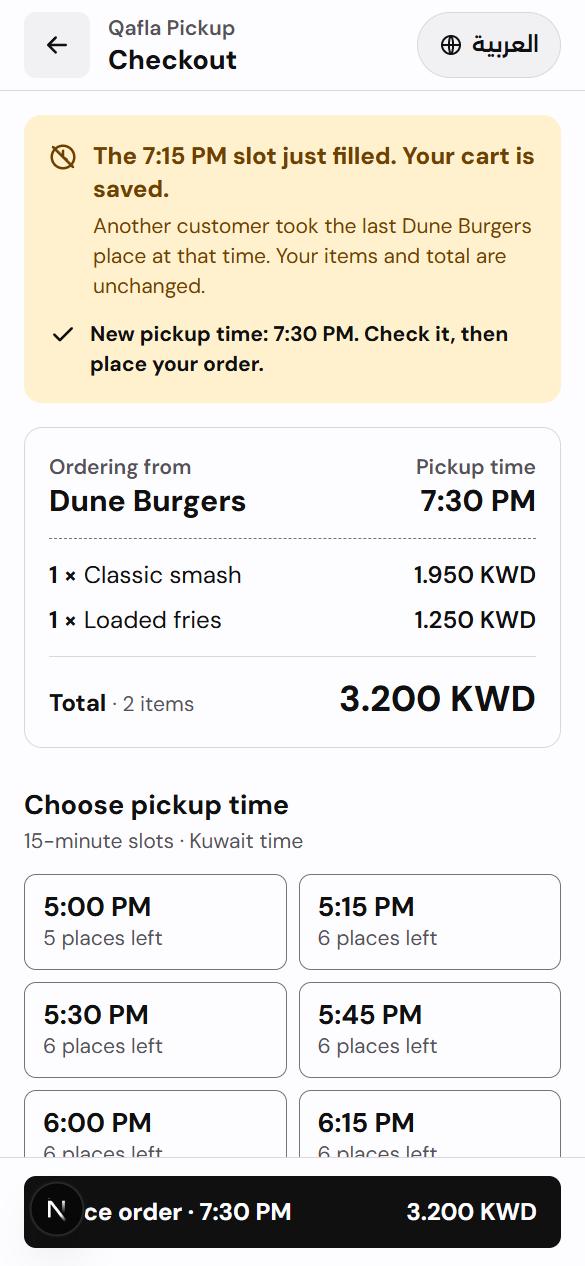 Qafla Pickup
Checkout
العربية
The 7:15 PM slot just filled. Your cart is
saved.
Another customer took the last Dune Burgers
place at that time. Your items and total are
unchanged.
New pickup time: 7:30 PM. Check it, then
place your order.
Ordering from
Pickup time
Dune Burgers
7:30 PM
1 × Classic smash
1.950 KWD
1 × Loaded fries
1.250 KWD
Total · 2 items
3.200 KWD
Choose pickup time
15-minute slots · Kuwait time
5:00 PM
5:15 PM
5 places left
6 places left
5:30 PM
5:45 PM
6 places left
6 places left
6:00 PM
6:15 PM
6 places left
6 places left
N
ce order · 7:30 PM
3.200 KWD